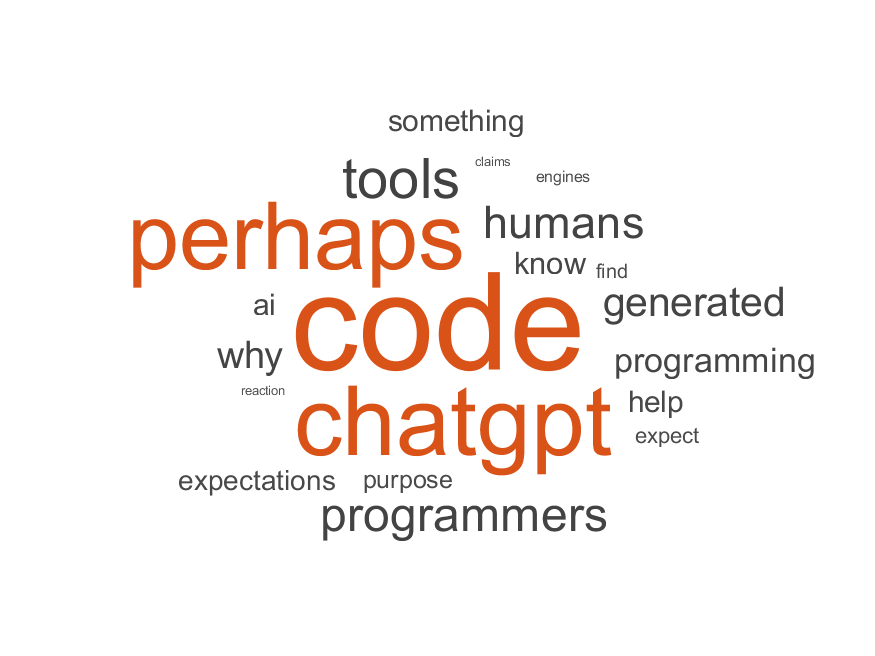 something
tools
claims
engines
perhaps
humans
know
find
ai
code
generated
why
programming
reaction
chatgpt
help
expect
expectations
purpose
programmers